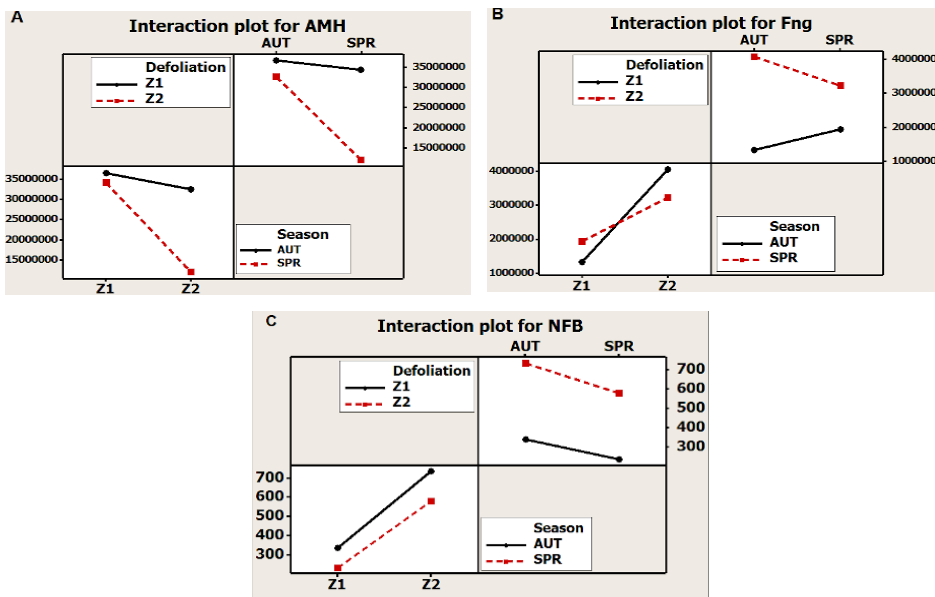 A
Interaction plot for AMH
AUT SPR
Defoliation
Z1
Z2
35000000
30000000
25000000
20000000
15000000
35000000
30000000
25000000
20000000
15000000
Season
AUT
SPR
Z1 Z2
B
Interaction plot for Fng
AUT SPR
Defoliation
Z1
Z2
4000000
3000000
2000000
1000000
4000000
3000000
2000000
1000000
Season
AUT
SPR
Z1 Z2
C
Interaction plot for NFB
AUT SPR
Defoliation
Z1
Z2
700
600
500
400
300
700
600
500
400
300
Season
AUT
SPR
Z1 Z2